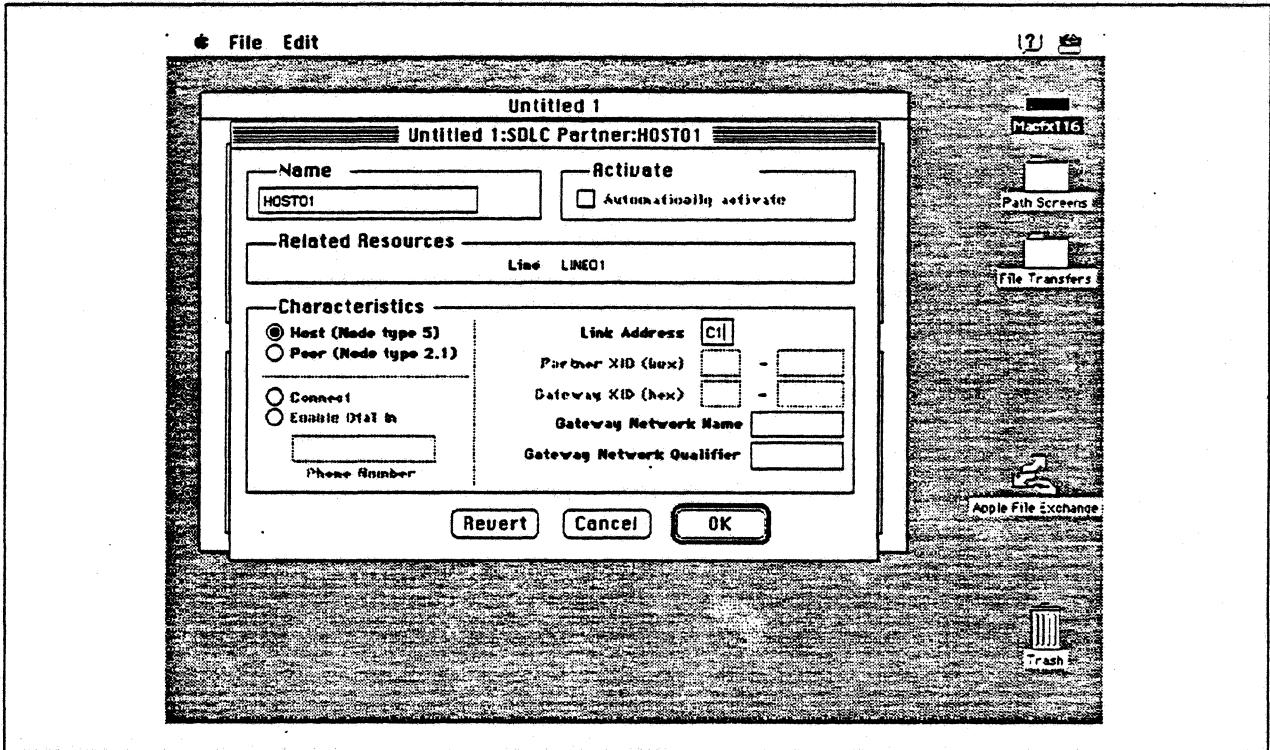 File Edit
Untitled 1
Untitled 1:SDLC Partner:HOST01
Name
HOST01
Activate
Automatically activate
Related Resources
Line LINE01
Characteristics
Host (Node type 5)
Peer (Node type 2.1)
Connect
Enable Dial in
Phone Number
Link Address C1
Partner XID (hex) -
Gateway XID (hex) -
Gateway Network Name
Gateway Network Qualifier
Revert Cancel OK
Macfx116
Path Screens
File Transfers
Apple File Exchange
Trash